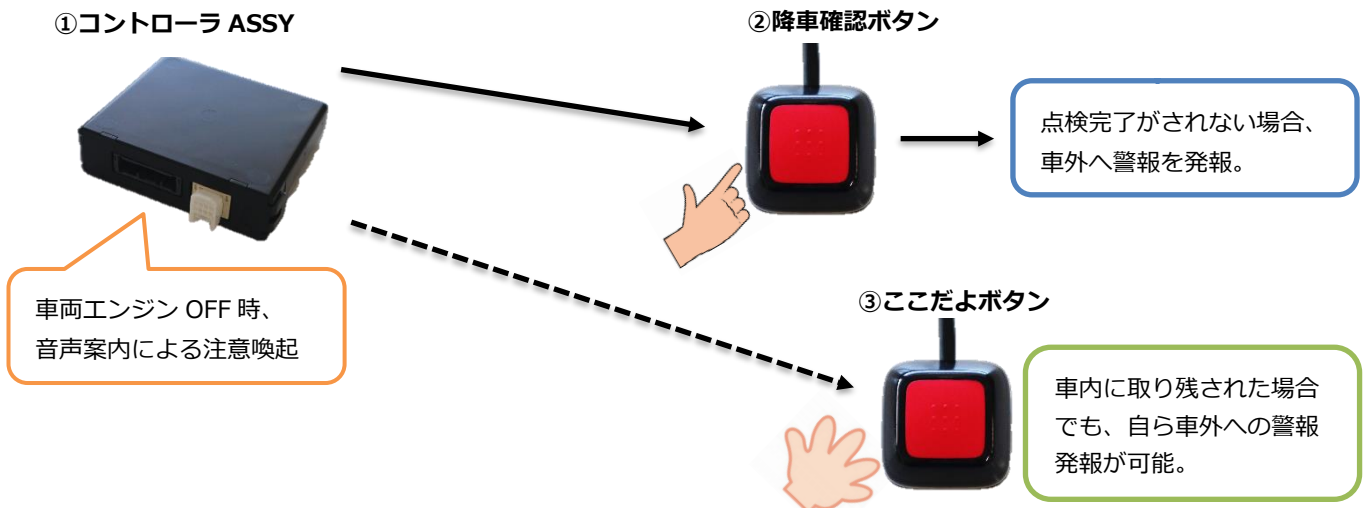 ①コントローラ ASSY
②降車確認ボタン
点検完了がされない場合、
車外へ警報を発報。
車両エンジン OFF 時、
音声案内による注意喚起
③ここだよボタン
車内に取り残された場合
でも、自ら車外への警報
発報が可能。